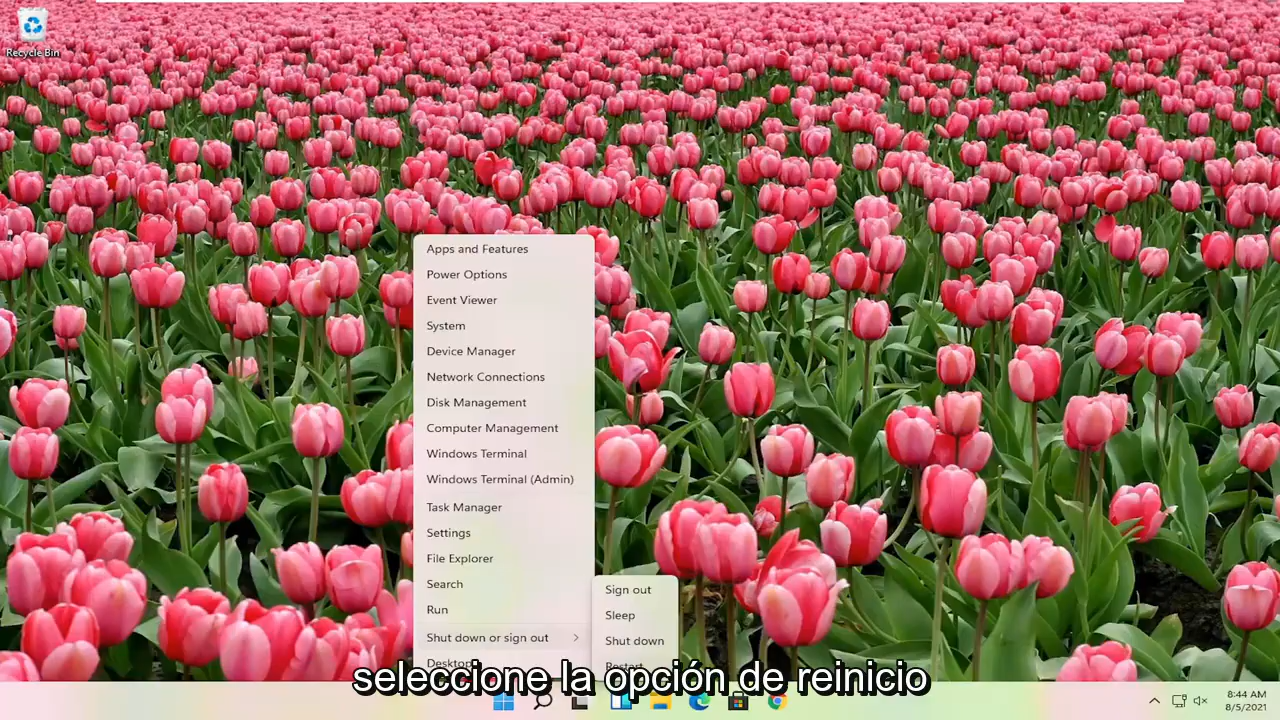 Recycle Bin
Apps and Features
Power Options
Event Viewer
System
Device Manager
Network Connections
Disk Management
Computer Management
Windows Terminal
Windows Terminal (Admin)
Task Manager
Settings
File Explorer
Search
Run
Shut down or sign out
Desktop
Sign out
Sleep
Shut down
Restart
seleccione la opción de reinicio
8:44 AM
8/5/2021